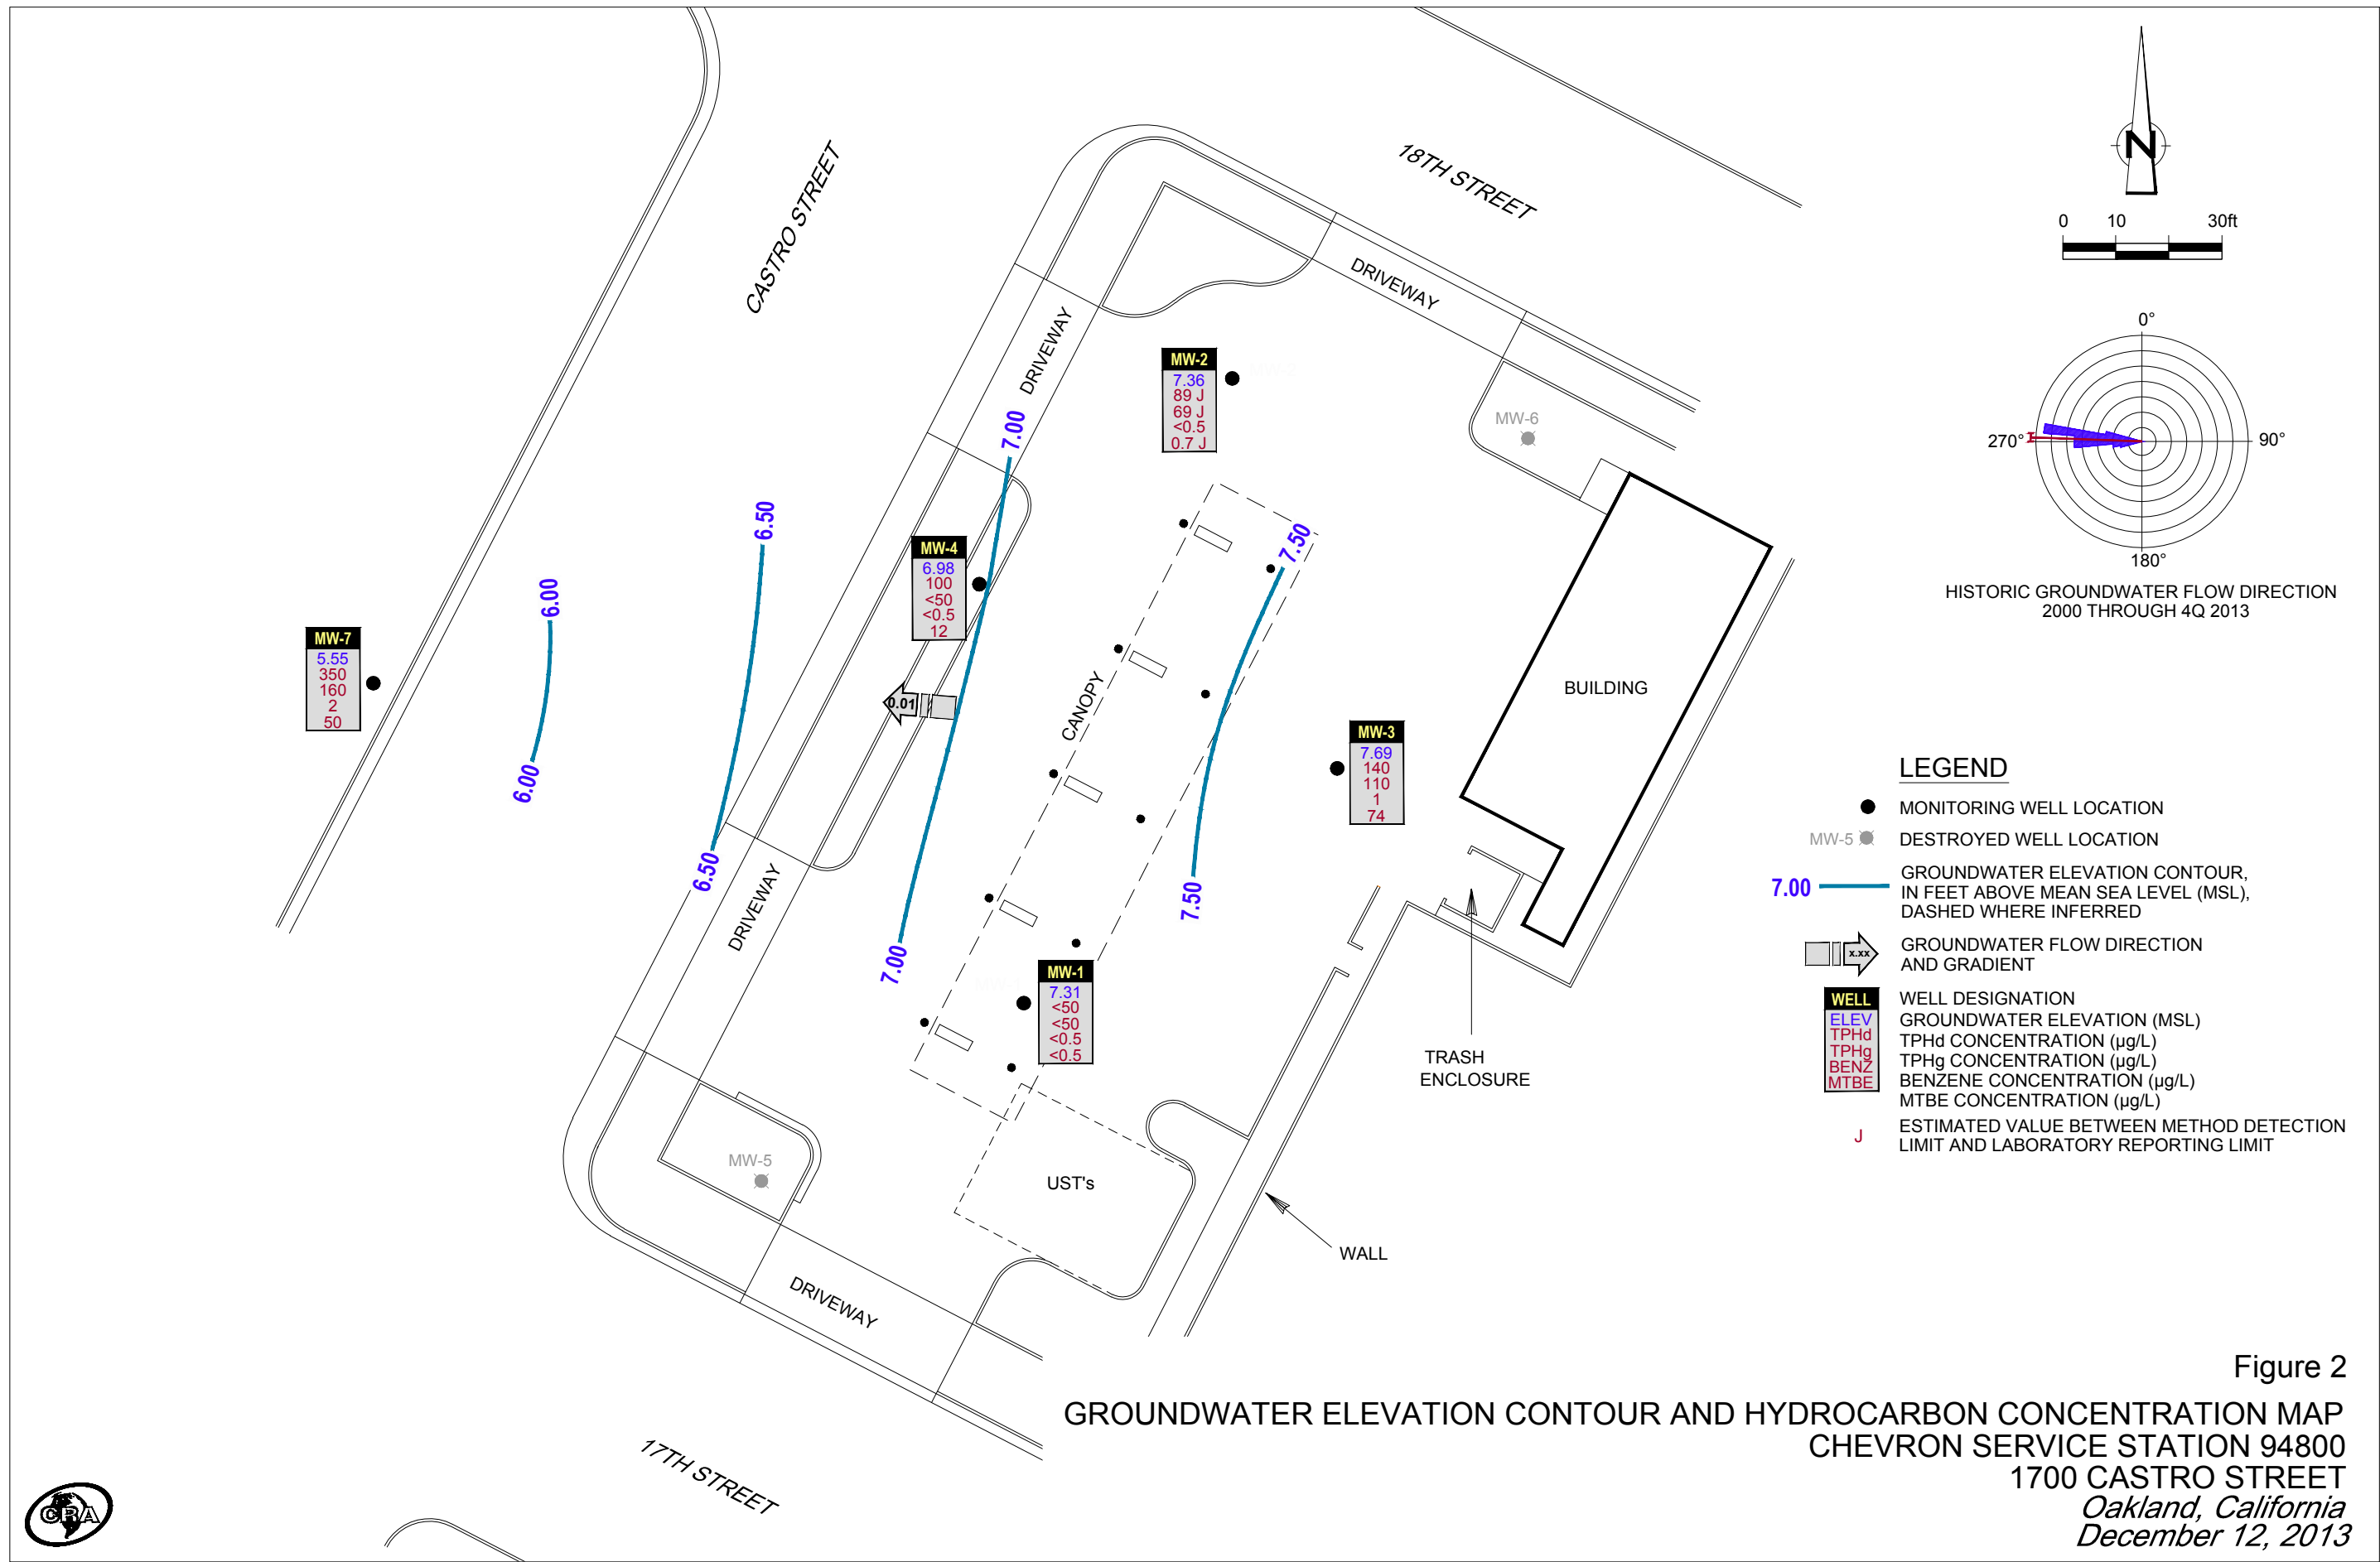 CASTRO STREET
18TH STREET
N
0 10 30ft
DRIVEWAY
DRIVEWAY
0°
270°
90°
180°
HISTORIC GROUNDWATER FLOW DIRECTION
2000 THROUGH 4Q 2013
MW-2
7.36
89 J
69 J
<0.5
0.7 J
MW-6
7.00
6.50
7.50
6.00
MW-4
6.98
100
<50
<0.5
12
MW-7
5.55
350
160
2
50
0.01
CANOPY
BUILDING
MW-3
7.69
140
110
1
74
6.00
6.50
7.50
7.00
DRIVEWAY
MW-1
7.31
<50
<50
<0.5
<0.5
TRASH
ENCLOSURE
MW-5
UST's
WALL
DRIVEWAY
17TH STREET
LEGEND
MONITORING WELL LOCATION
MW-5 DESTROYED WELL LOCATION
7.00
GROUNDWATER ELEVATION CONTOUR,
IN FEET ABOVE MEAN SEA LEVEL (MSL),
DASHED WHERE INFERRED
x.xx
GROUNDWATER FLOW DIRECTION
AND GRADIENT
WELL
ELEV
TPHd
TPHg
BENZ
MTBE
WELL DESIGNATION
GROUNDWATER ELEVATION (MSL)
TPHd CONCENTRATION (µg/L)
TPHg CONCENTRATION (µg/L)
BENZENE CONCENTRATION (µg/L)
MTBE CONCENTRATION (µg/L)
J
ESTIMATED VALUE BETWEEN METHOD DETECTION
LIMIT AND LABORATORY REPORTING LIMIT
Figure 2
GROUNDWATER ELEVATION CONTOUR AND HYDROCARBON CONCENTRATION MAP
CHEVRON SERVICE STATION 94800
1700 CASTRO STREET
Oakland, California
December 12, 2013
CRA